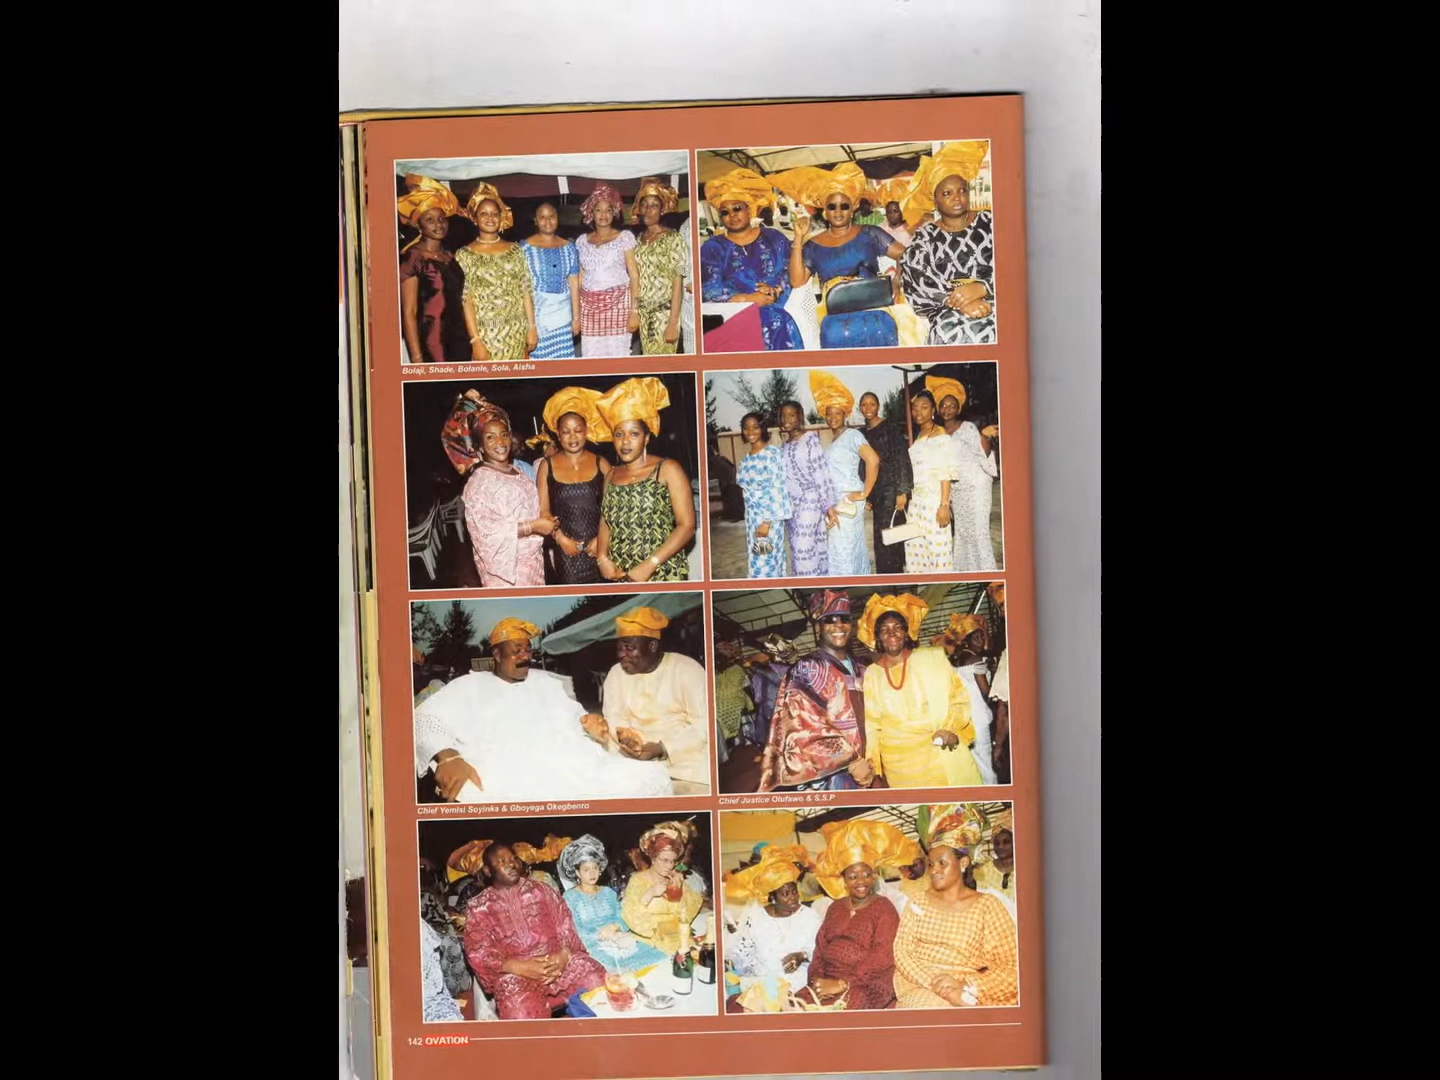 Bolaji, Shade, Bolanle, Sola, Aisha
Chief Yemisi Soyinka & Gboyega Okegbenro
Chief Justice Olufawo & S.S.P
142 OVATION